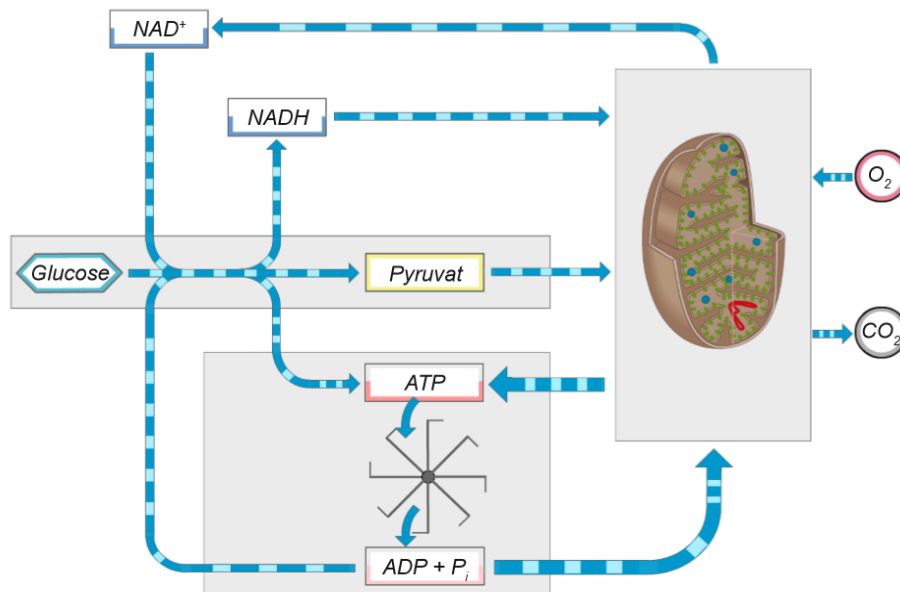 NAD⁺
NADH
O₂
Glucose
Pyruvat
CO₂
ATP
ADP + Pᵢ